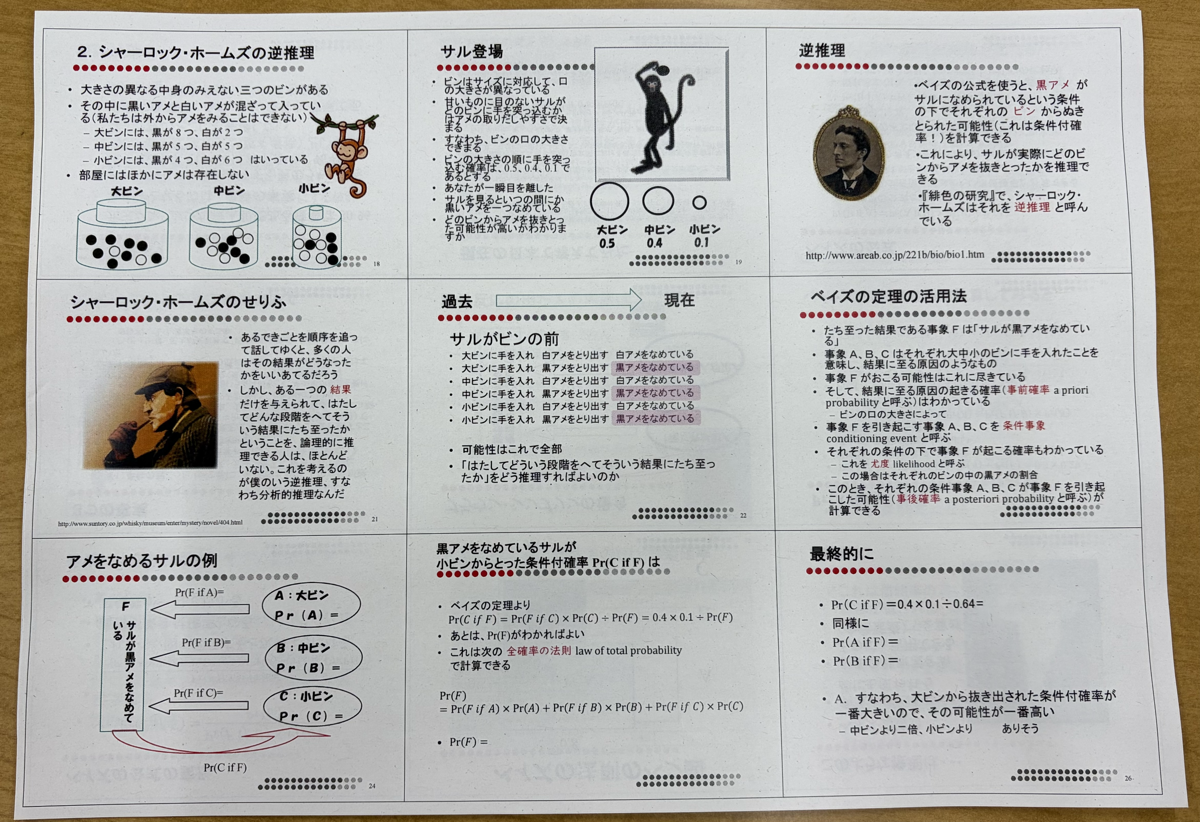 2. シャーロック・ホームズの逆推理
• 大きさの異なる中身のみえない三つのビンがある
• その中に黒いアメと白いアメが混ざって入ってい
る(私たちは外からアメをみることはできない)
– 大ビンには、黒が8つ、白が2つ
– 中ビンには、黒が5つ、白が5つ
– 小ビンには、黒が4つ、白が6つ はいっている
• 部屋にはほかにアメは存在しない
大ビン 中ビン 小ビン
18
サル登場
• ビンはサイズに対応して、口
の大きさが異なっている
• 甘いものに目のないサルが
どのビンに手を突っ込むか
はアメの取りだしやすさで決
まる
• すなわち、ビンの口の大きさ
できまる
• ビンの大きさの順に手を突っ
込む確率は、0.5、0.4、0.1で
あるとする
• あなたが一瞬目を離した
• サルを見るといつの間にか
黒いアメを一つなめている
• どのビンからアメを抜きとっ
た可能性が高いかわかりま
すか
大ビン 中ビン 小ビン
0.5 0.4 0.1
19
逆推理
•ベイズの公式を使うと、黒アメ が
サルになめられているという条件
の下でそれぞれの ビン からぬき
とられた可能性(これは条件付確
率!)を計算できる
•これにより、サルが実際にどのビ
ンからアメを抜きとったかを推理で
きる
•『緋色の研究』で、シャーロック・
ホームズはそれを 逆推理 と呼ん
でいる
http://www.areab.co.jp/221b/bio/bio1.htm
シャーロック・ホームズのせりふ
• あるできごとを順序を追っ
て話してゆくと、多くの人
はその結果がどうなった
かをいいあてるだろう
• しかし、ある一つの 結果
だけを与えられて、はたし
てどんな段階をへてそう
いう結果にたち至ったか
ということを、論理的に推
理できる人は、ほとんど
いない。これを考えるの
が僕のいう逆推理、すな
わち分析的推理なんだ
http://www.suntory.co.jp/whisky/museum/enter/mystery/novel/404.html
21
過去 現在
サルがビンの前
• 大ビンに手を入れ 白アメをとり出す 白アメをなめている
• 大ビンに手を入れ 黒アメをとり出す 黒アメをなめている
• 中ビンに手を入れ 白アメをとり出す 白アメをなめている
• 中ビンに手を入れ 黒アメをとり出す 黒アメをなめている
• 小ビンに手を入れ 白アメをとり出す 白アメをなめている
• 小ビンに手を入れ 黒アメをとり出す 黒アメをなめている
• 可能性はこれで全部
• 「はたしてどういう段階をへてそういう結果にたち至っ
たか」をどう推理すればよいのか
22
ベイズの定理の活用法
• たち至った結果である事象Fは「サルが黒アメをなめてい
る」
• 事象A、B、Cはそれぞれ大中小のビンに手を入れたことを
意味し、結果に至る原因のようなもの
• 事象Fがおこる可能性はこれに尽きている
• そして、結果に至る原因の起きる確率(事前確率 a priori
probability と呼ぶ)はわかっている
– ビンの口の大きさによって
• 事象Fを引き起こす事象A、B、Cを 条件事象
conditioning event と呼ぶ
• それぞれの条件の下で事象Fが起こる確率もわかっている
– これを 尤度 likelihood と呼ぶ
– この場合はそれぞれのビンの中の黒アメの割合
• このとき、それぞれの条件事象A、B、Cが事象Fを引き起
こした可能性(事後確率 a posteriori probability と呼ぶ)が
計算できる
アメをなめるサルの例
F サルが黒アメをなめて
いる
Pr(F if A)=
A:大ビン
Pr(A)=
Pr(F if B)=
B:中ビン
Pr(B)=
Pr(F if C)=
C:小ビン
Pr(C)=
Pr(C if F)
24
黒アメをなめているサルが
小ビンからとった条件付確率 Pr(C if F) は
• ベイズの定理より
Pr(C if F) = Pr(F if C) × Pr(C) ÷ Pr(F) = 0.4 × 0.1 ÷ Pr(F)
• あとは、Pr(F)がわかればよい
• これは次の 全確率の法則 law of total probability
で計算できる
Pr(F)
= Pr(F if A) × Pr(A) + Pr(F if B) × Pr(B) + Pr(F if C) × Pr(C)
• Pr(F) =
最終的に
• Pr(C if F) =0.4×0.1÷0.64=
• 同様に
• Pr(A if F) =
• Pr(B if F) =
• A. すなわち、大ビンから抜き出された条件付確率が
一番大きいので、その可能性が一番高い
– 中ビンより二倍、小ビンより ありそう
26